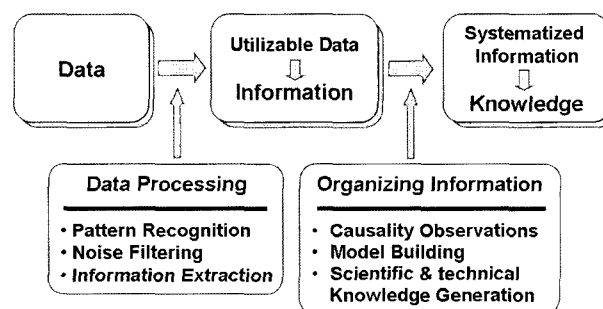 Data
Utilizable Data
Information
Systematized
Information
Knowledge
Data Processing
• Pattern Recognition
• Noise Filtering
• Information Extraction
Organizing Information
• Causality Observations
• Model Building
• Scientific & technical
Knowledge Generation